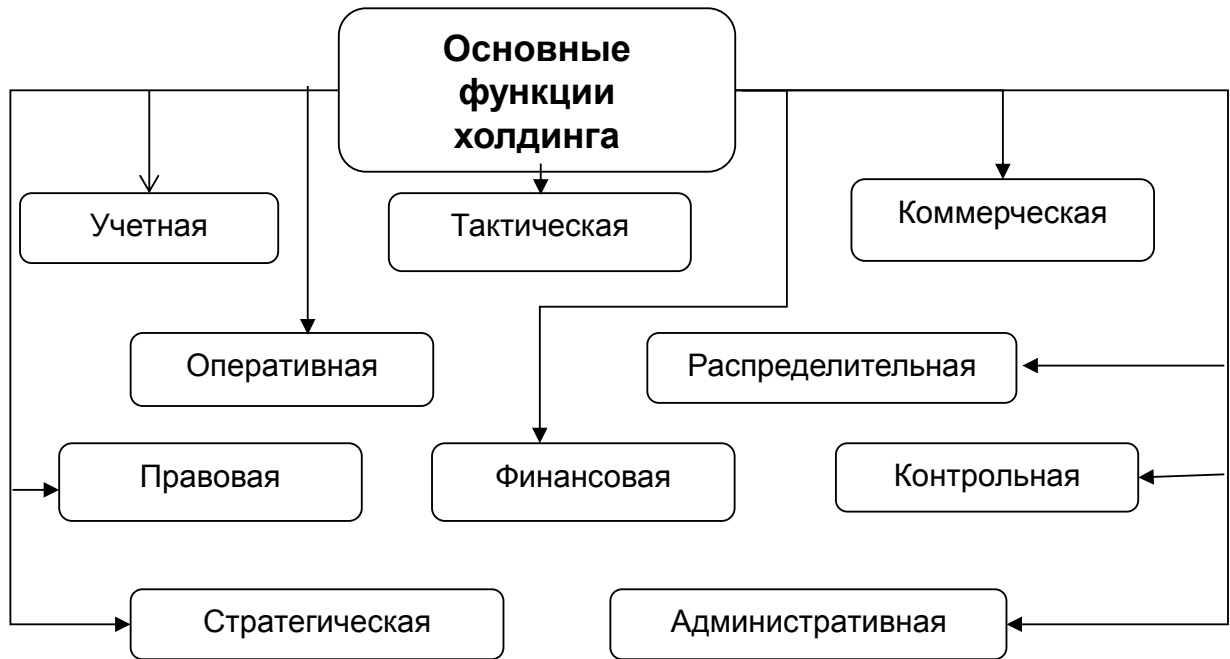 Основные
функции
холдинга
Учетная
Тактическая
Коммерческая
Оперативная
Распределительная
Правовая
Финансовая
Контрольная
Стратегическая
Административная